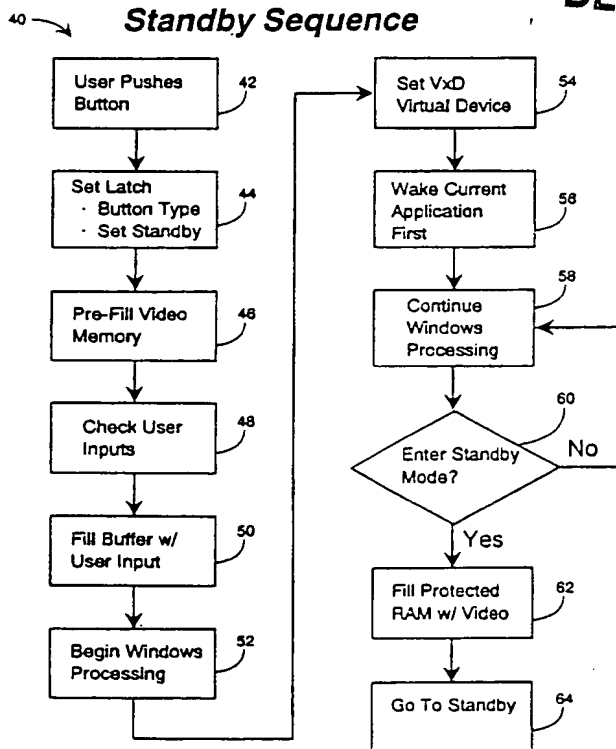 40
Standby Sequence
User Pushes
Button
42
Set Latch
· Button Type
· Set Standby
44
Pre-Fill Video
Memory
46
Check User
Inputs
48
Fill Buffer w/
User Input
50
Begin Windows
Processing
52
Set VxD
Virtual Device
54
Wake Current
Application
First
56
Continue
Windows
Processing
58
Enter Standby
Mode?
60
No
Yes
Fill Protected
RAM w/ Video
62
Go To Standby
64